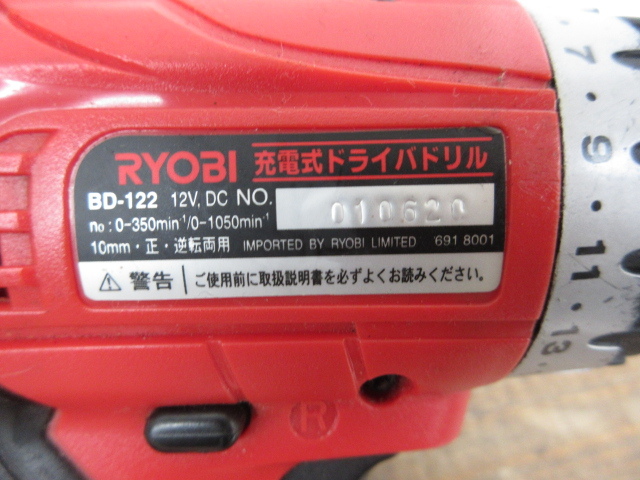 RYOBI 充電式ドライバドリル
BD-122 12V, DC NO. 010620
no : 0-350min⁻¹/0-1050min⁻¹
10mm・正・逆転両用 IMPORTED BY RYOBI LIMITED 691 8001
⚠ 警告 ご使用前に取扱説明書を必ずよくお読みください。
7 • 9 • 11 • 13
R